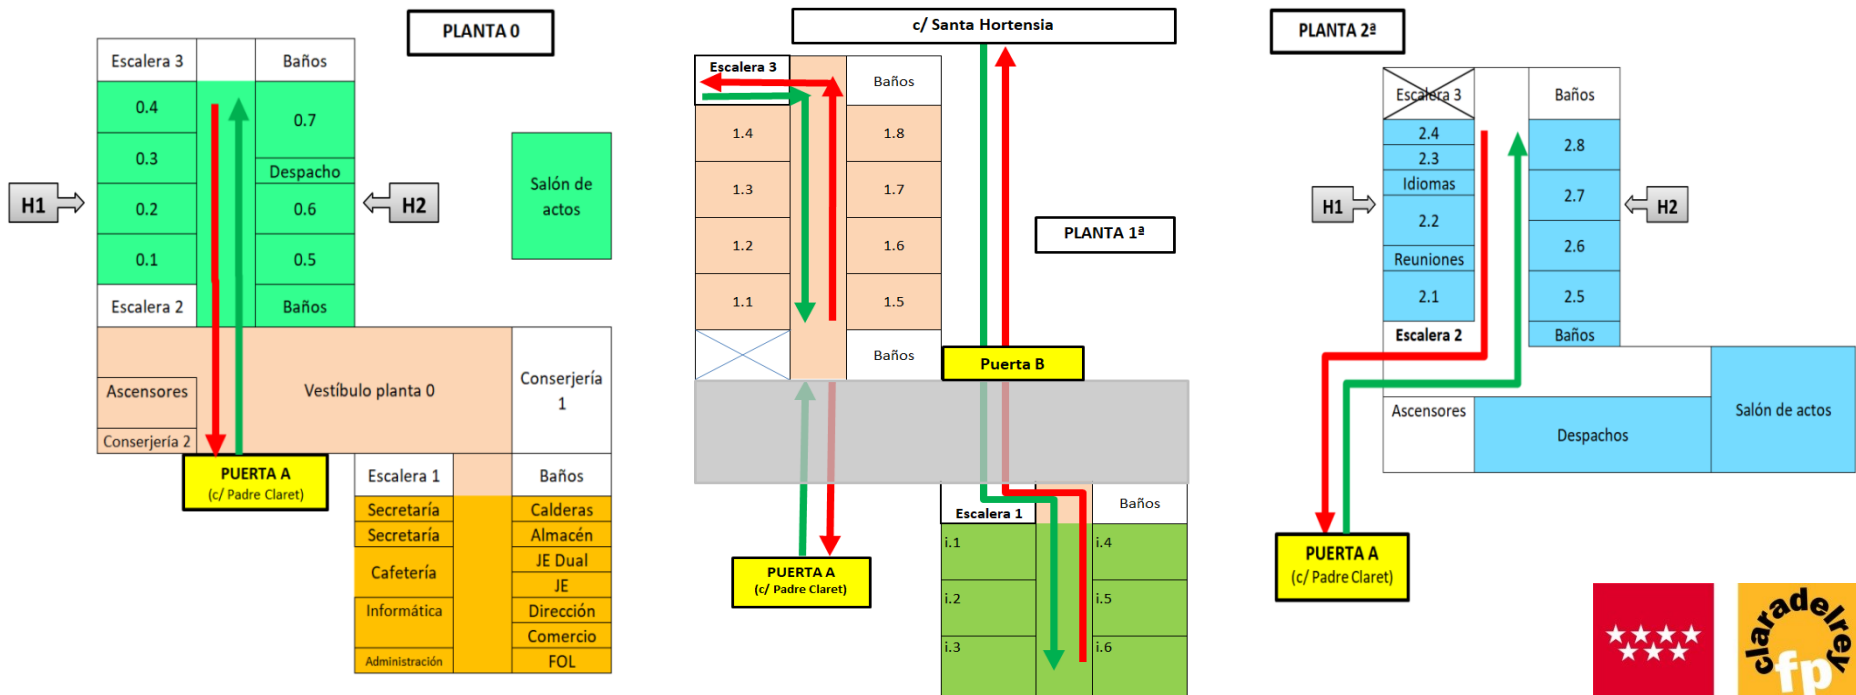 PLANTA 0
Escalera 3
Baños
0.4
0.7
0.3
Despacho
0.2
0.6
0.1
0.5
Escalera 2
Baños
H1
H2
Salón de
actos
Ascensores
Vestíbulo planta 0
Conserjería
1
Conserjería 2
PUERTA A
(c/ Padre Claret)
Escalera 1
Baños
Secretaría
Calderas
Secretaría
Almacén
Cafetería
JE Dual
JE
Informática
Dirección
Comercio
Administración
FOL
c/ Santa Hortensia
Escalera 3
Baños
1.4
1.8
1.3
1.7
PLANTA 1ª
1.2
1.6
1.1
1.5
Baños
Puerta B
Escalera 1
Baños
i.1
i.4
i.2
i.5
i.3
i.6
PUERTA A
(c/ Padre Claret)
PLANTA 2ª
Escalera 3
Baños
2.4
2.8
2.3
Idiomas
2.7
H1
H2
2.2
2.6
Reuniones
2.1
2.5
Escalera 2
Baños
Ascensores
Despachos
Salón de actos
PUERTA A
(c/ Padre Claret)
claradelrey
fp